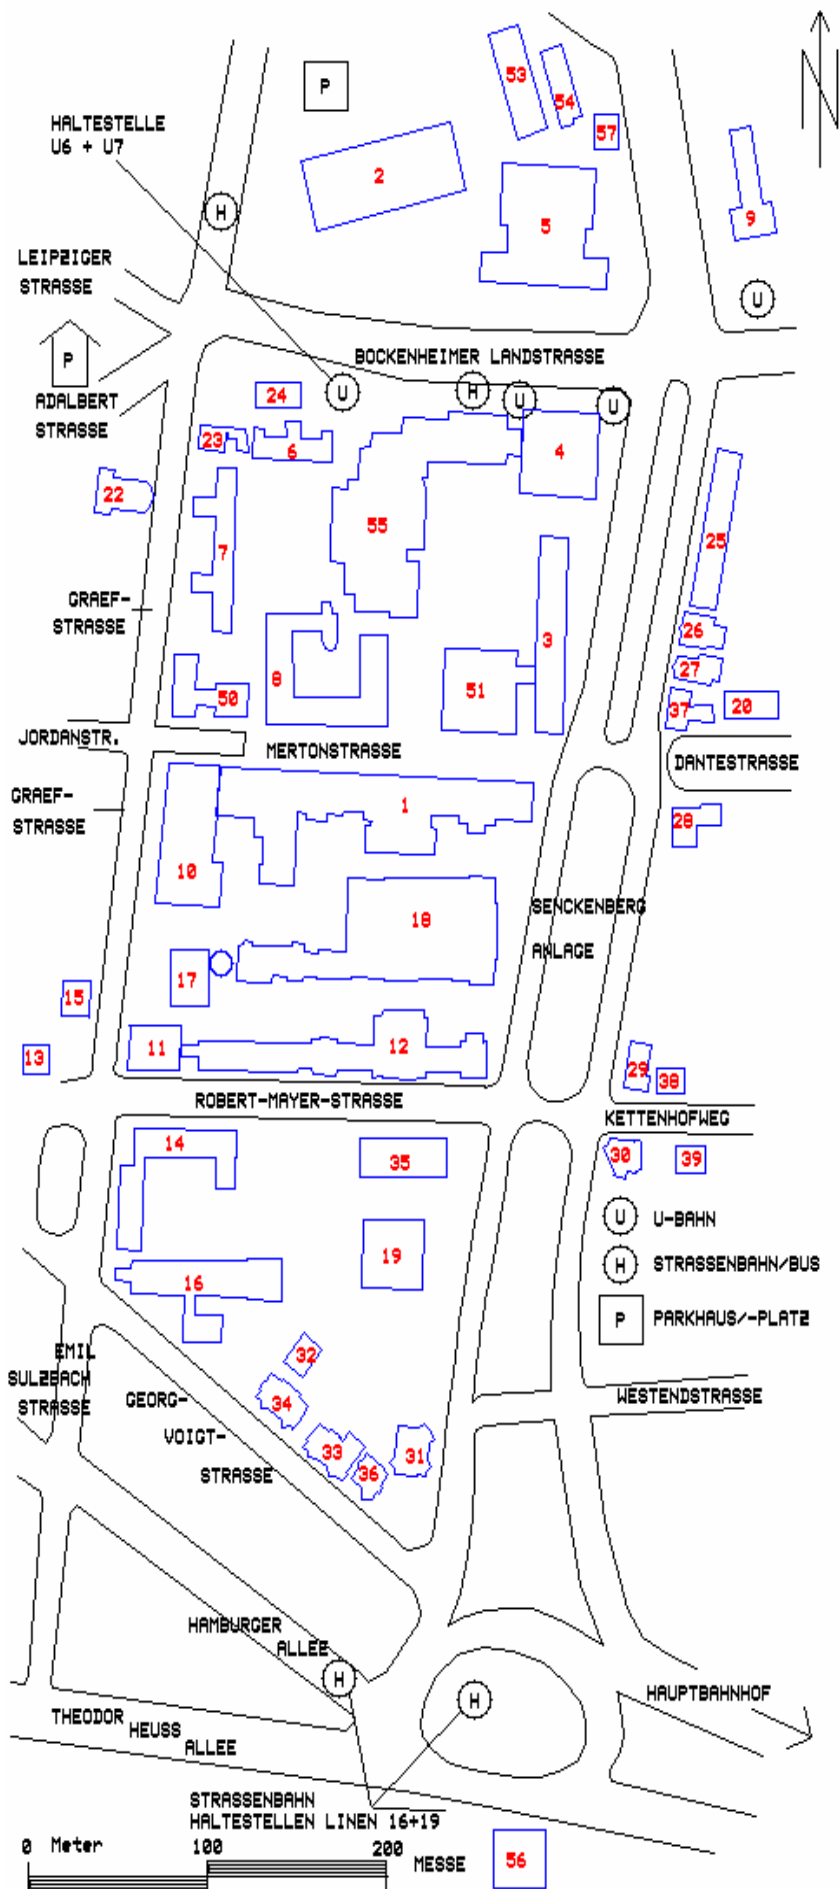 N
P
53
54
57
HALTESTELLE
U6 + U7
2
H
5
9
LEIPZIGER
STRASSE
U
P
BOCKENHEIMER LANDSTRASSE
ADALBERT
STRASSE
24
U
H
U
U
23
6
4
22
55
7
25
GRAEF-
STRASSE
26
3
27
8
51
50
37
20
JORDANSTR.
MERTONSTRASSE
DANTESTRASSE
GRAEF-
STRASSE
1
28
10
18
SENCKENBERG
ANLAGE
17
15
13
11
12
29
38
ROBERT-MAYER-STRASSE
KETTENHOFWEG
14
35
30
39
U
U-BAHN
19
H
STRASSENBAHN/BUS
16
P
PARKHAUS/-PLATZ
EMIL
SULZBACH
STRASSE
32
34
GEORG-
VOIGT-
STRASSE
WESTENDSTRASSE
33
31
36
HAMBURGER
ALLEE
H
H
HAUPTBAHNHOF
THEODOR
HEUSS
ALLEE
STRASSENBAHN
HALTESTELLEN LINEN 16+19
0 Meter 100 200
MESSE
56